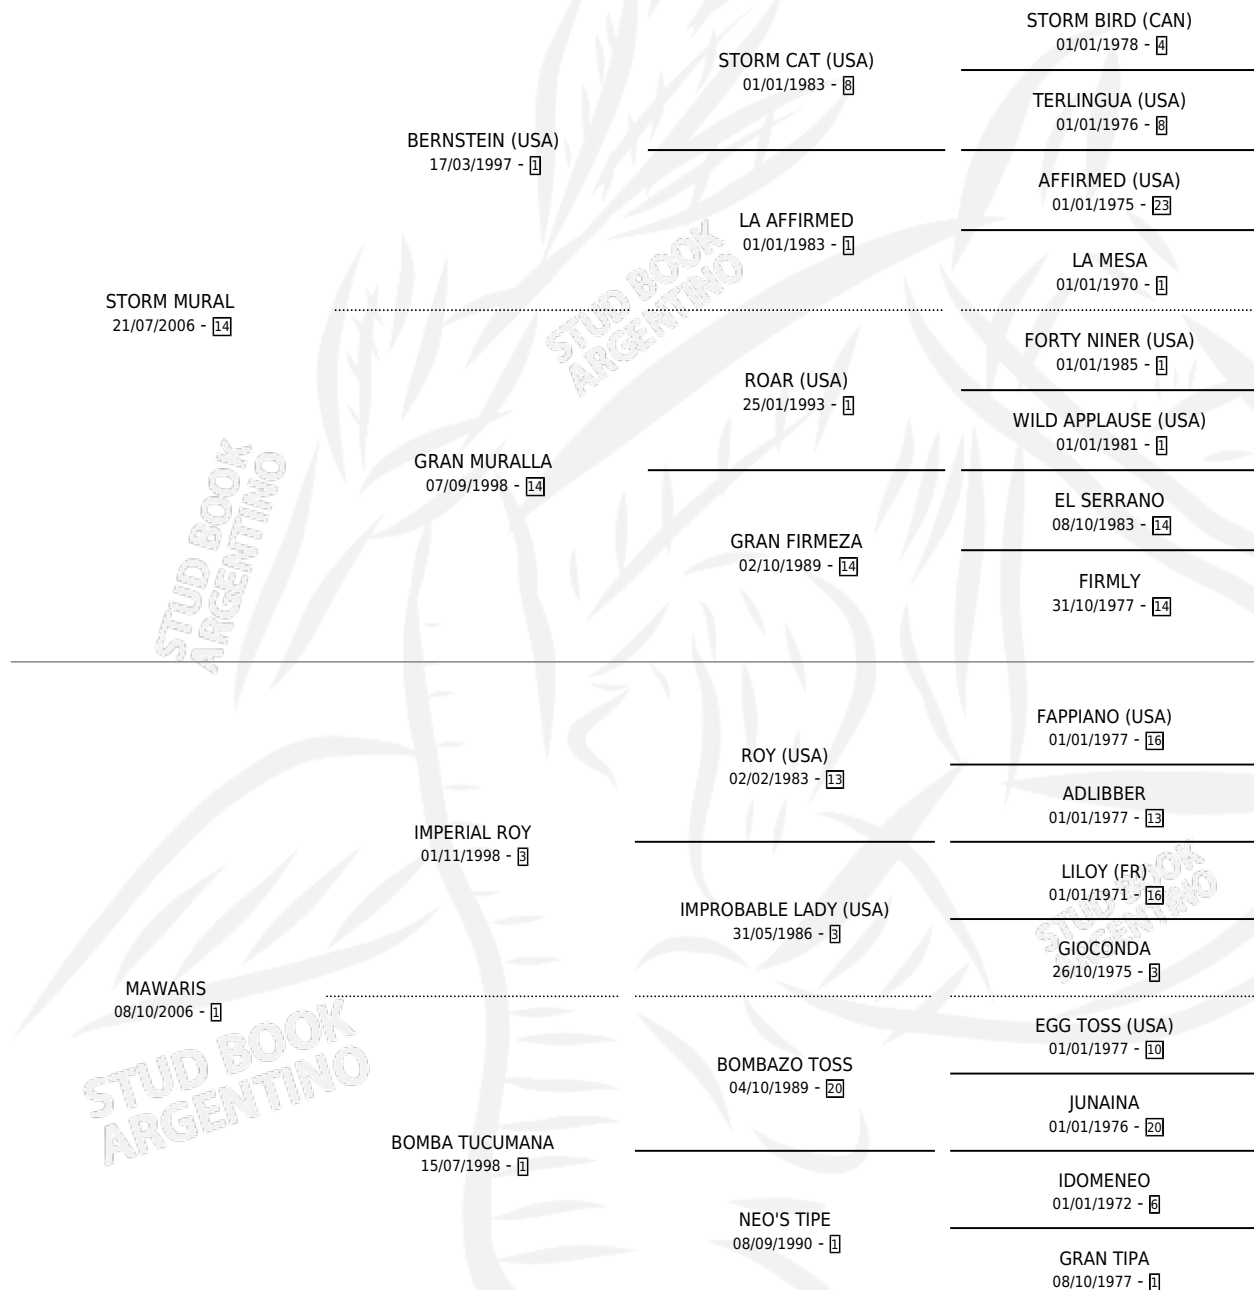 STORM BIRD (CAN)
01/01/1978 - 4
STORM CAT (USA)
01/01/1983 - 8
TERLINGUA (USA)
01/01/1976 - 8
BERNSTEIN (USA)
17/03/1997 - 1
AFFIRMED (USA)
01/01/1975 - 23
LA AFFIRMED
01/01/1983 - 1
LA MESA
01/01/1970 - 1
STORM MURAL
21/07/2006 - 14
FORTY NINER (USA)
01/01/1985 - 1
ROAR (USA)
25/01/1993 - 1
WILD APPLAUSE (USA)
01/01/1981 - 1
GRAN MURALLA
07/09/1998 - 14
EL SERRANO
08/10/1983 - 14
GRAN FIRMEZA
02/10/1989 - 14
FIRMLY
31/10/1977 - 14
FAPPIANO (USA)
01/01/1977 - 16
ROY (USA)
02/02/1983 - 13
ADLIBBER
01/01/1977 - 13
IMPERIAL ROY
01/11/1998 - 3
LILOY (FR)
01/01/1971 - 16
IMPROBABLE LADY (USA)
31/05/1986 - 3
GIOCONDA
26/10/1975 - 3
MAWARIS
08/10/2006 - 1
EGG TOSS (USA)
01/01/1977 - 10
BOMBAZO TOSS
04/10/1989 - 20
JUNAINA
01/01/1976 - 20
BOMBA TUCUMANA
15/07/1998 - 1
IDOMENEO
01/01/1972 - 6
NEO'S TIPE
08/09/1990 - 1
GRAN TIPA
08/10/1977 - 1
STUD BOOK
ARGENTINO
STUD BOOK
ARGENTINO
STUD BOOK
ARGENTINO
STUD BOOK
ARGENTINO